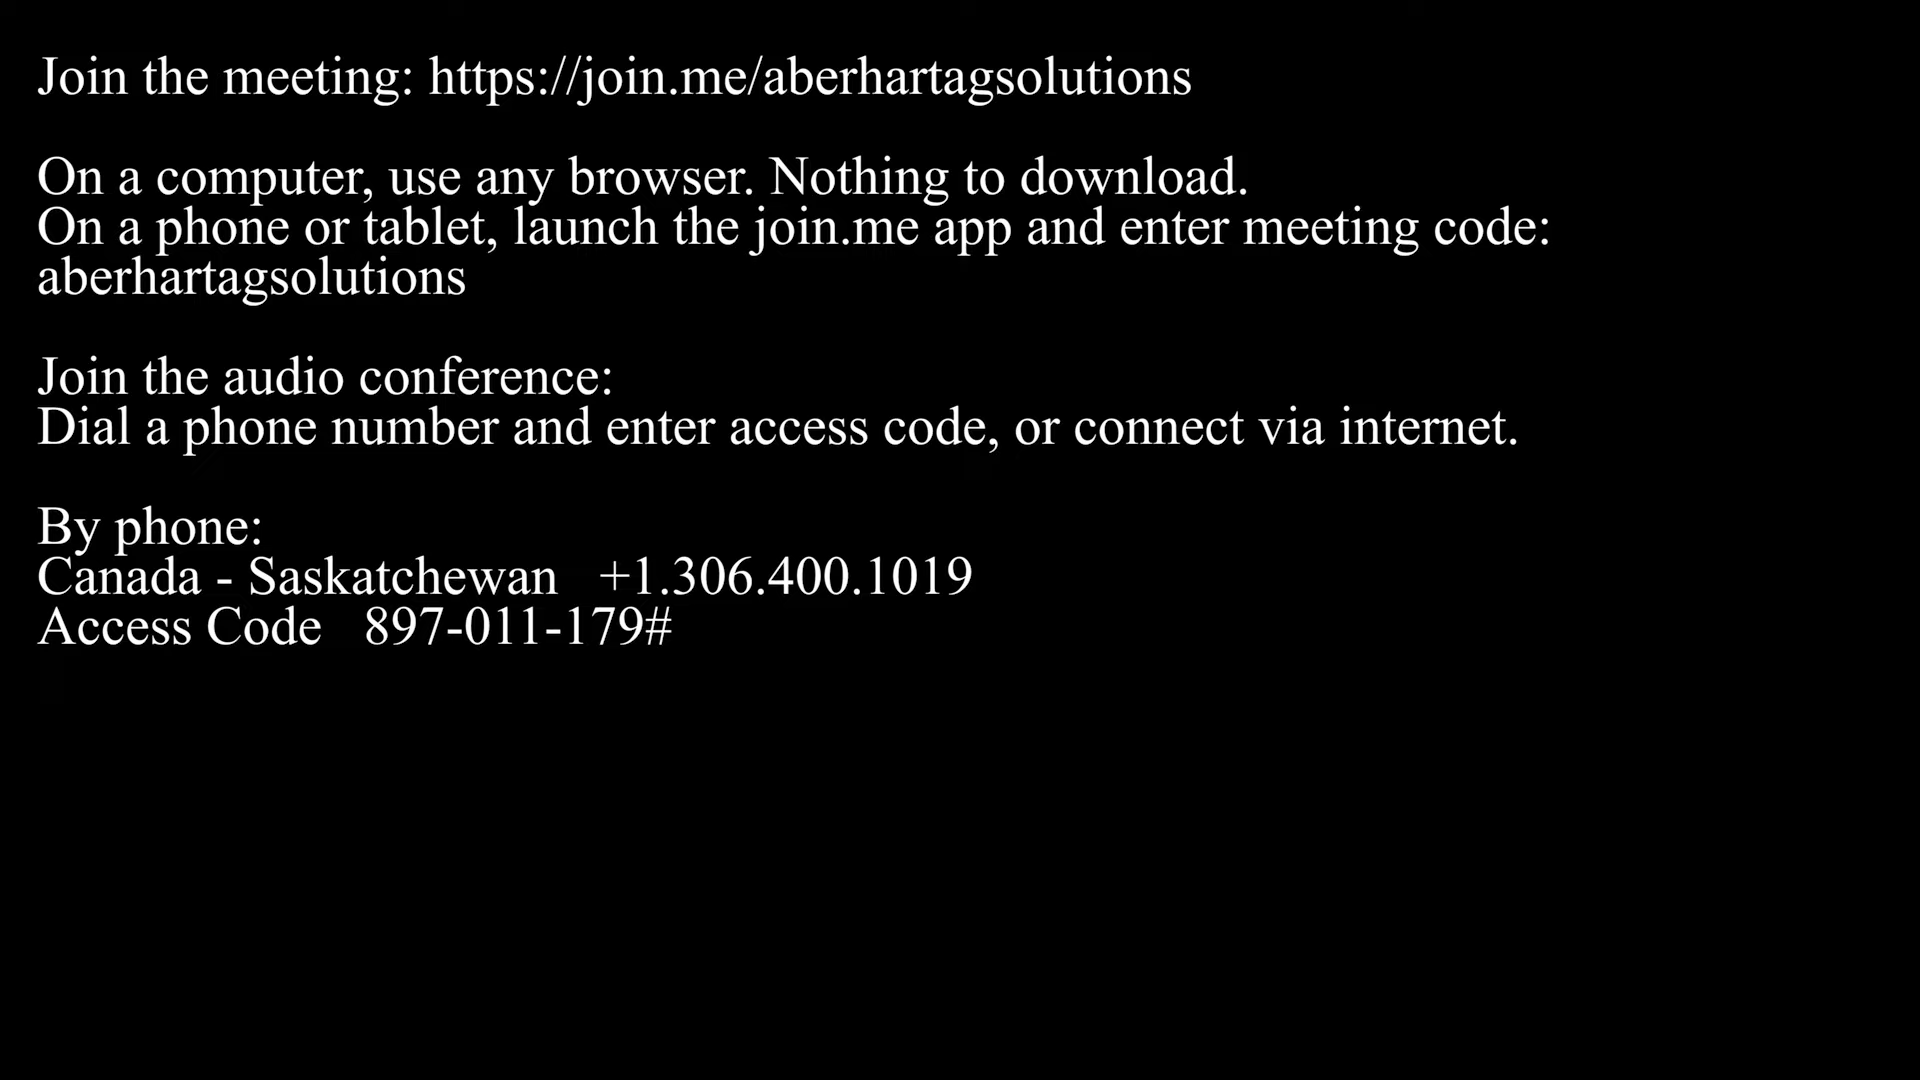 Join the meeting: https://join.me/aberhartagsolutions
On a computer, use any browser. Nothing to download.
On a phone or tablet, launch the join.me app and enter meeting code:
aberhartagsolutions
Join the audio conference:
Dial a phone number and enter access code, or connect via internet.
By phone:
Canada - Saskatchewan   +1.306.400.1019
Access Code   897-011-179#